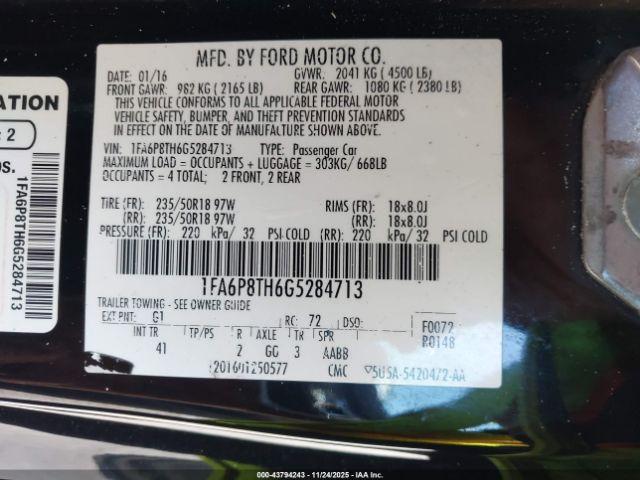 MFD. BY FORD MOTOR CO.
DATE: 01/16 GVWR: 2041 KG ( 4500 LB)
FRONT GAWR: 982 KG ( 2165 LB) REAR GAWR: 1080 KG ( 2380 LB)
THIS VEHICLE CONFORMS TO ALL APPLICABLE FEDERAL MOTOR
VEHICLE SAFETY, BUMPER, AND THEFT PREVENTION STANDARDS
IN EFFECT ON THE DATE OF MANUFACTURE SHOWN ABOVE.
VIN: 1FA6P8TH6G5284713 TYPE: Passenger Car
MAXIMUM LOAD = OCCUPANTS + LUGGAGE = 303KG/ 668LB
OCCUPANTS = 4 TOTAL; 2 FRONT, 2 REAR
TIRE (FR): 235/50R18 97W RIMS (FR): 18x8.0J
(RR): 235/50R18 97W (RR): 18x8.0J
PRESSURE (FR): 220 kPa/ 32 PSI COLD (RR): 220 kPa/ 32 PSI COLD
1FA6P8TH6G5284713
TRAILER TOWING - SEE OWNER GUIDE
EXT PNT: G1 RC: 72 DSO: F0072
INT TR TP/PS R AXLE TR SPR R0148
41 2 GG 3 AABB
1201601250577 CMC 5U5A-5420472-AA
ATION
: 2
OS.
1FA6P8TH6G5284713
000-43794243 - 11/24/2025 - IAA, Inc.